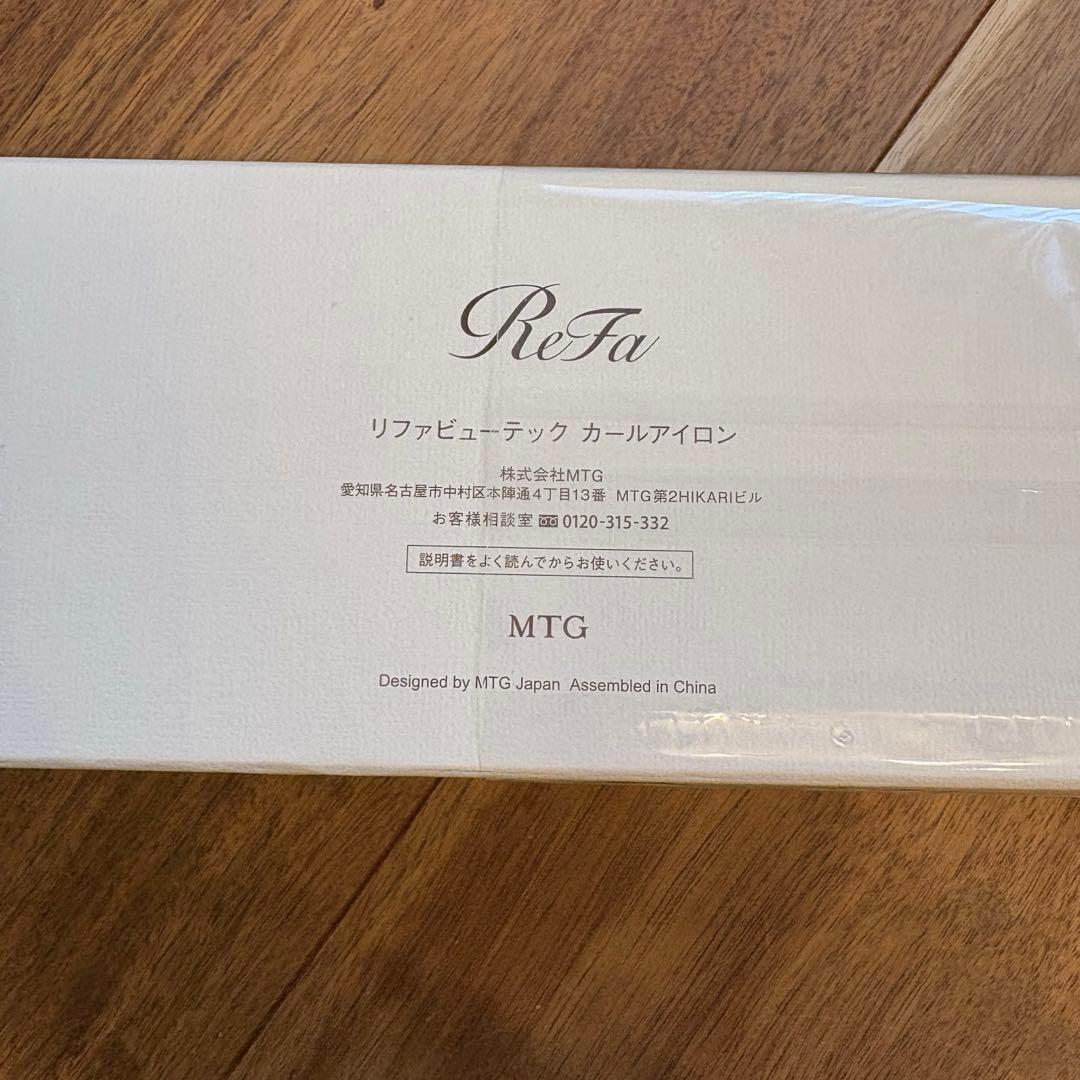 ReFa
リファビューテック カールアイロン
株式会社MTG
愛知県名古屋市中村区本陣通4丁目13番 MTG第2HIKARIビル
お客様相談室 0120-315-332
説明書をよく読んでからお使いください。
MTG
Designed by MTG Japan Assembled in China